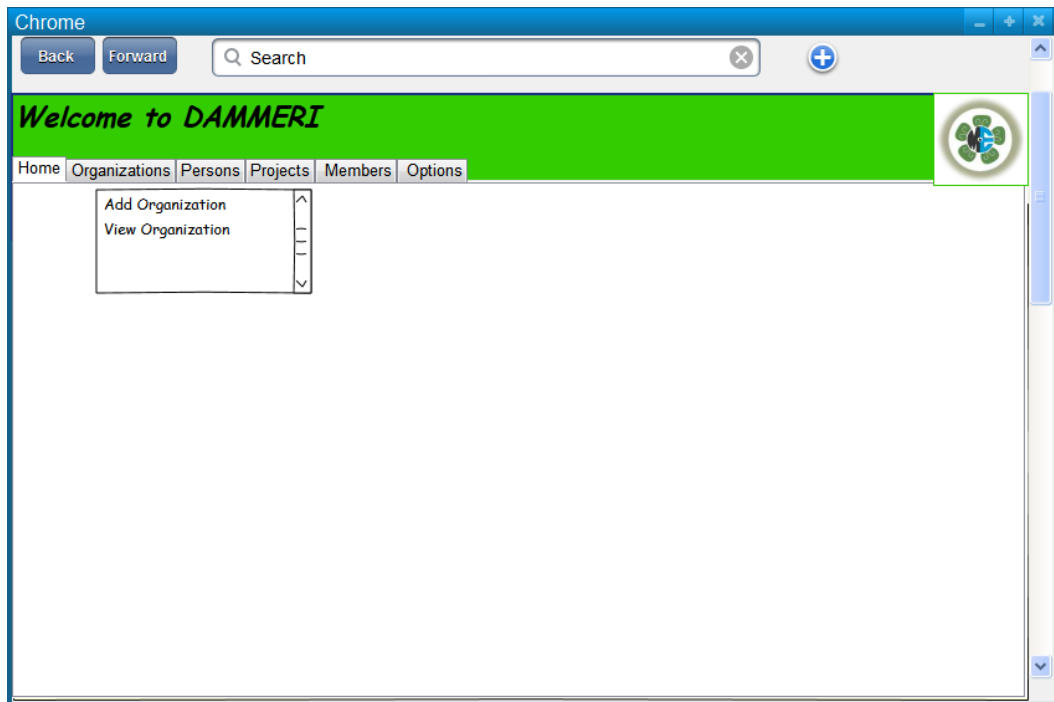 Chrome
Back Forward Search
Welcome to DAMMERI
Home Organizations Persons Projects Members Options
Add Organization
View Organization